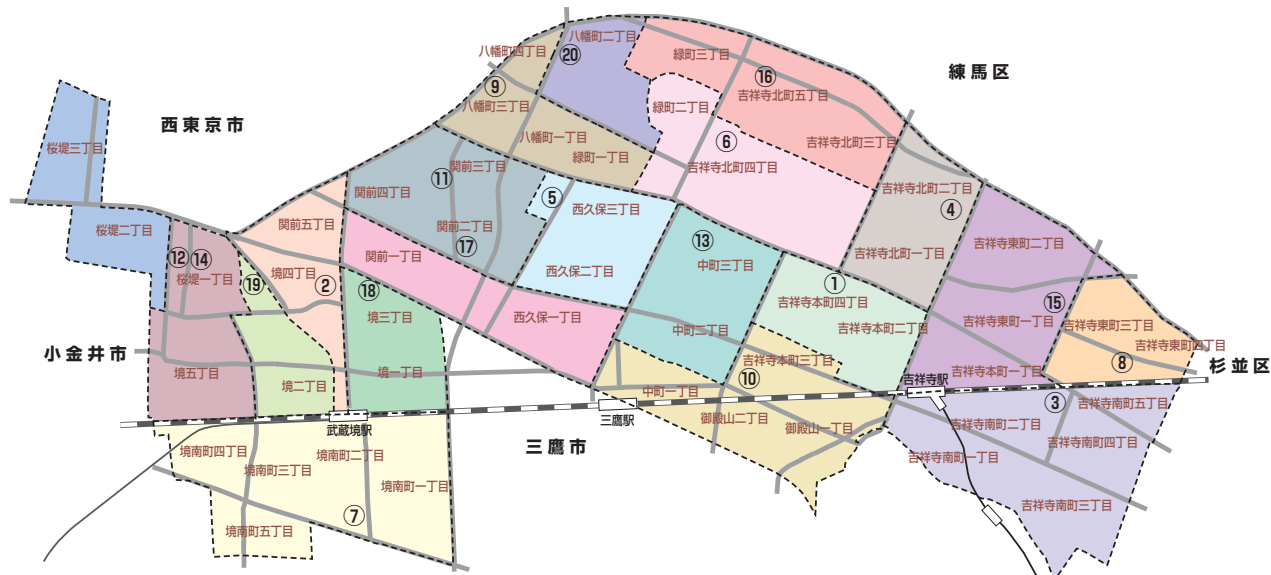 八幡町二丁目
八幡町四丁目
⑳
緑町三丁目
⑯
練馬区
⑨
吉祥寺北町五丁目
八幡町三丁目
緑町二丁目
西東京市
八幡町一丁目
⑥
吉祥寺北町三丁目
桜堤三丁目
緑町一丁目
関前三丁目
吉祥寺北町四丁目
⑪
関前四丁目
⑤
吉祥寺北町二丁目
西久保三丁目
④
関前五丁目
関前二丁目
桜堤二丁目
⑬
⑰
吉祥寺東町二丁目
関前一丁目
吉祥寺北町一丁目
⑫
⑭
中町三丁目
境四丁目
西久保二丁目
桜堤一丁目
⑲
②
⑱
①
吉祥寺本町四丁目
⑮
境三丁目
西久保一丁目
吉祥寺東町一丁目
吉祥寺東町三丁目
中町二丁目
吉祥寺本町二丁目
吉祥寺東町四丁目
小金井市
吉祥寺本町三丁目
⑧
杉並区
境五丁目
境一丁目
吉祥寺本町一丁目
⑩
吉祥寺駅
境二丁目
中町一丁目
③
吉祥寺南町五丁目
御殿山二丁目
三鷹駅
武蔵境駅
御殿山一丁目
吉祥寺南町二丁目
三鷹市
吉祥寺南町四丁目
境南町四丁目
境南町二丁目
吉祥寺南町一丁目
境南町三丁目
境南町一丁目
吉祥寺南町三丁目
⑦
境南町五丁目